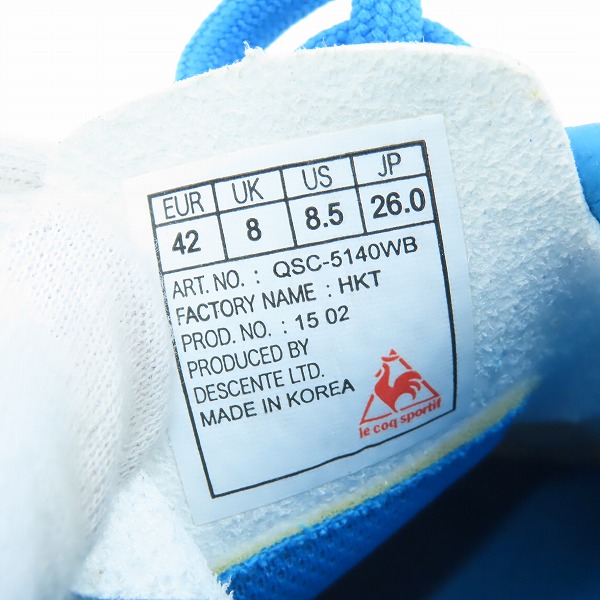 EUR UK US JP
42 8 8.5 26.0
ART. NO. : QSC-5140WB
FACTORY NAME : HKT
PROD. NO. : 15 02
PRODUCED BY
DESCENTE LTD.
MADE IN KOREA
le coq sportif